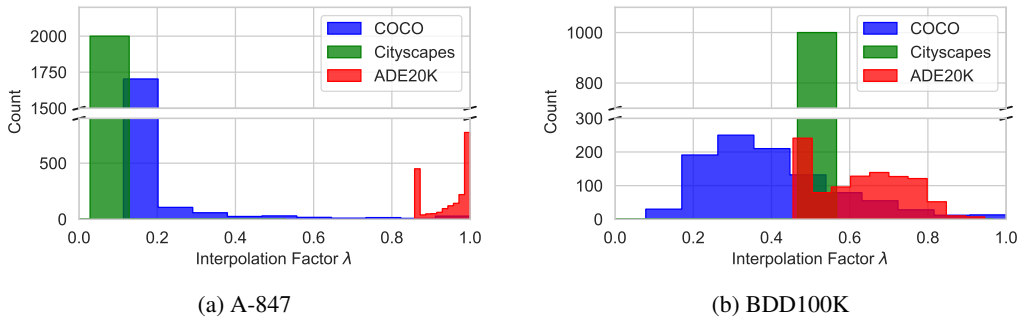 2000
1750
1500
500
0
Count
0.0 0.2 0.4 0.6 0.8 1.0
Interpolation Factor λ
COCO
Cityscapes
ADE20K
(a) A-847
1000
800
300
200
100
0
Count
0.0 0.2 0.4 0.6 0.8 1.0
Interpolation Factor λ
COCO
Cityscapes
ADE20K
(b) BDD100K